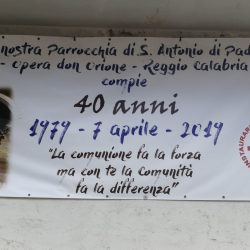 nostra Parrocchia di S. Antonio di Pad
- Opera don Orione - Reggio Calabria
compie
40 anni
1979 - 7 aprile - 2019
"La comunione fa la forza
ma con te la comunità
fa la differenza"